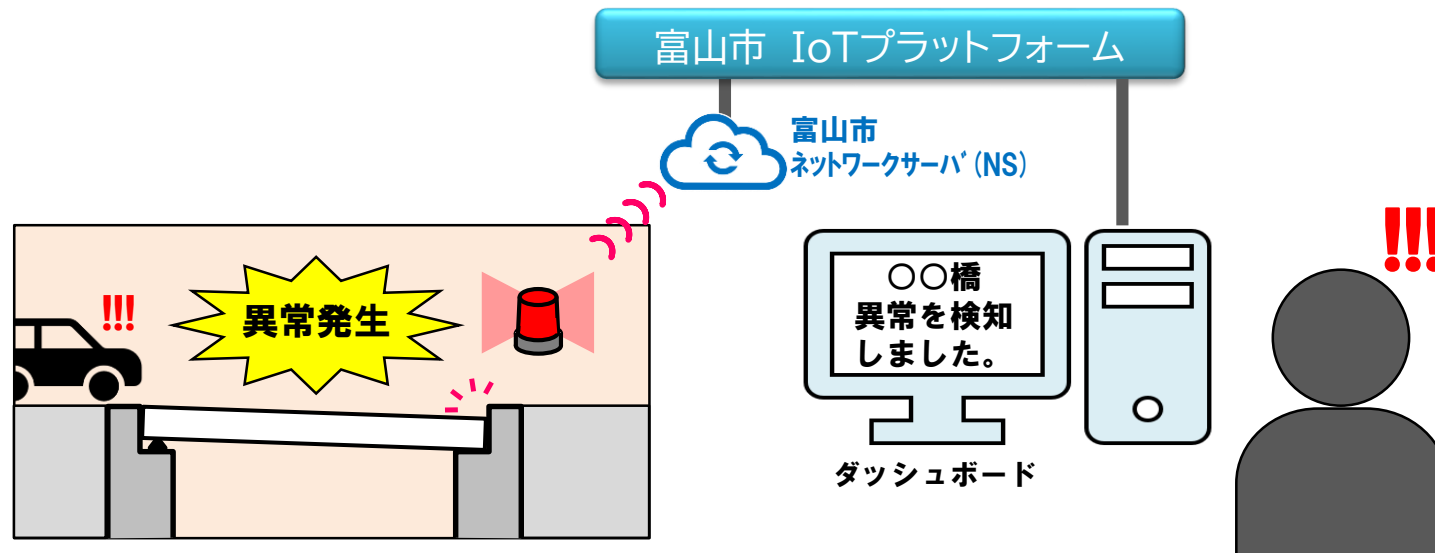 富山市 IoTプラットフォーム
富山市
ネットワークサーバ(NS)
!!!
!!!
異常発生
○○橋
異常を検知
しました。
ダッシュボード